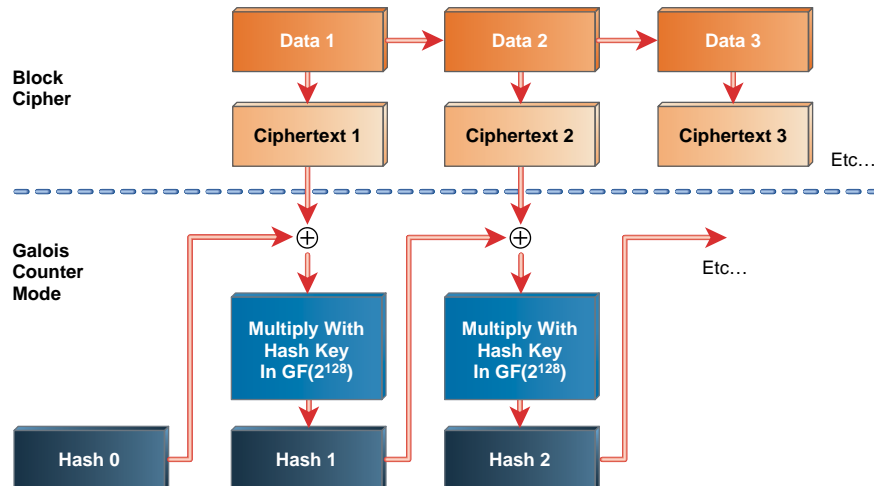 Data 1
Data 2
Data 3
Block
Cipher
Ciphertext 1
Ciphertext 2
Ciphertext 3
Etc…
Galois
Counter
Mode
Etc…
Multiply With
Hash Key
In GF(2¹²⁸)
Multiply With
Hash Key
In GF(2¹²⁸)
Hash 0
Hash 1
Hash 2